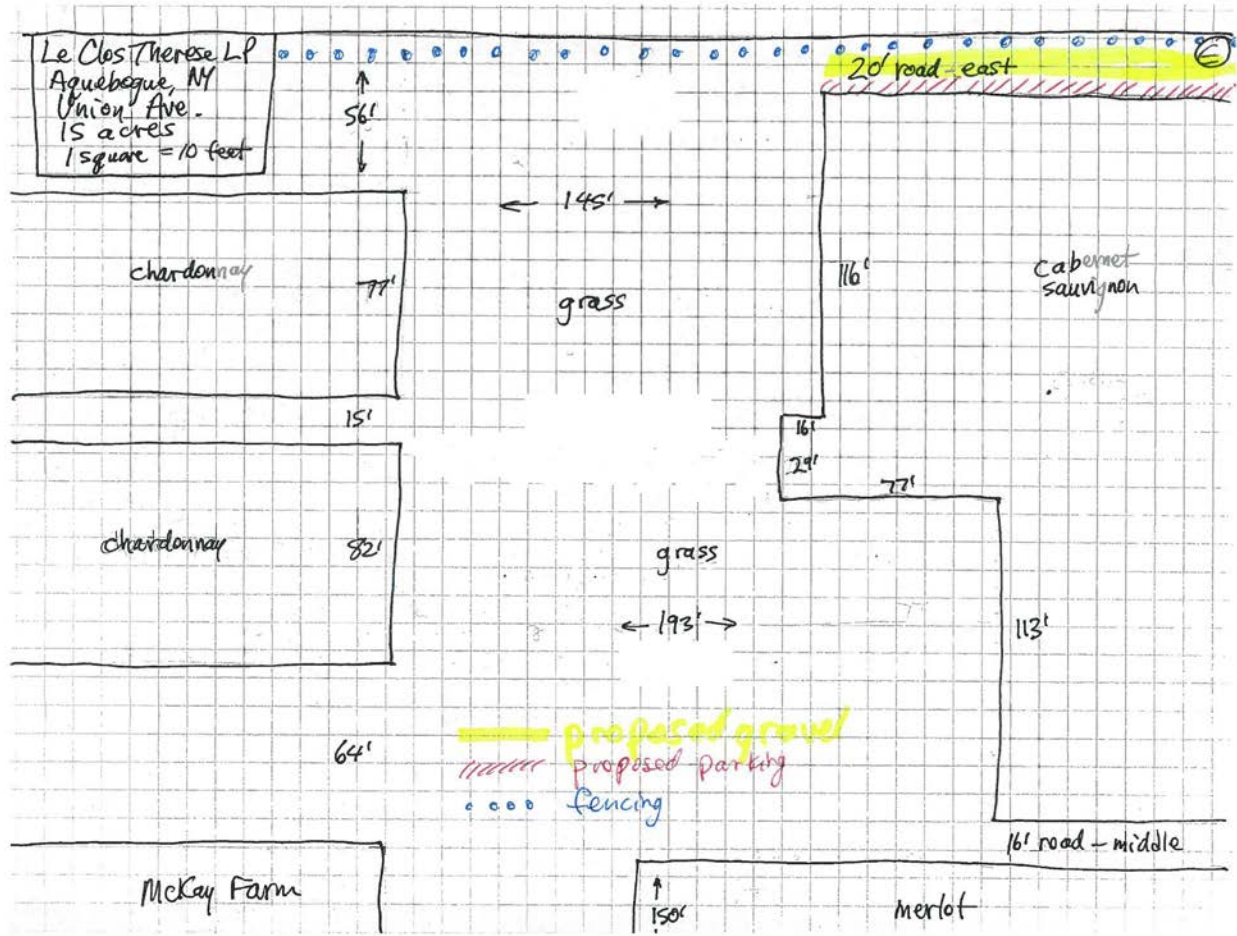 Le Clos Therese LP
Aquebogue, NY
Union Ave.
15 acres
1 square = 10 feet
56'
20' road - east
E
145'
chardonnay
77'
grass
116'
cabernet
sauvignon
15'
16'
29'
77'
chardonnay
82'
grass
193'
113'
64'
proposed gravel
proposed parking
fencing
16' road - middle
McKay Farm
150'
merlot